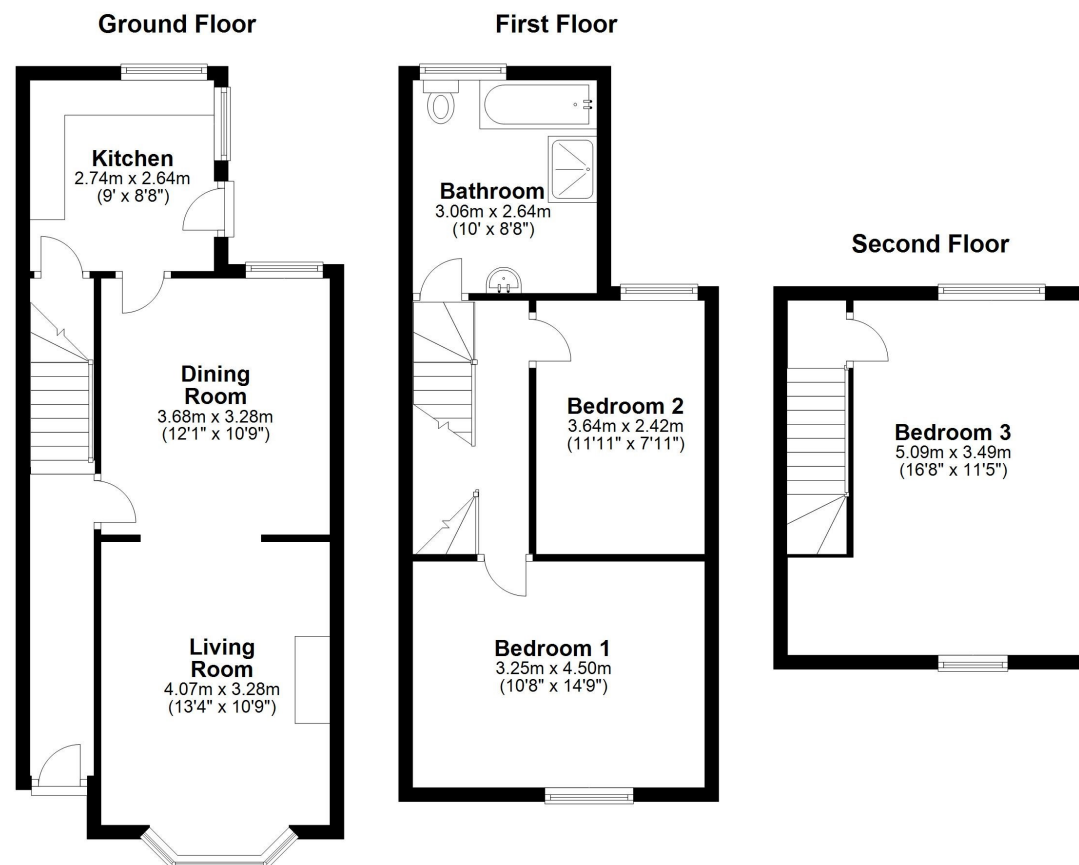 Ground Floor
Kitchen
2.74m x 2.64m
(9' x 8'8")
Dining
Room
3.68m x 3.28m
(12'1" x 10'9")
Living
Room
4.07m x 3.28m
(13'4" x 10'9")
First Floor
Bathroom
3.06m x 2.64m
(10' x 8'8")
Bedroom 2
3.64m x 2.42m
(11'11" x 7'11")
Bedroom 1
3.25m x 4.50m
(10'8" x 14'9")
Second Floor
Bedroom 3
5.09m x 3.49m
(16'8" x 11'5")